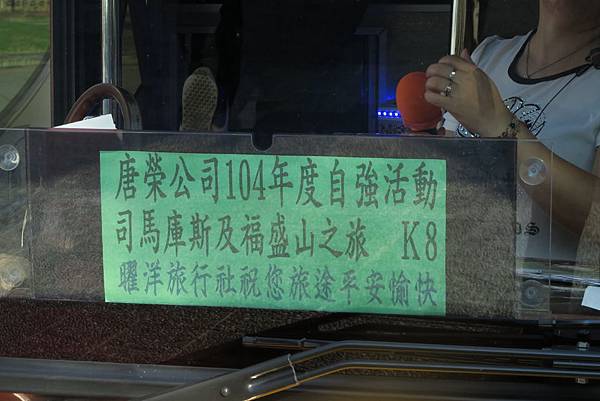 唐榮公司104年度自強活動
司馬庫斯及福盛山之旅 K8
曜洋旅行社祝您旅途平安愉快